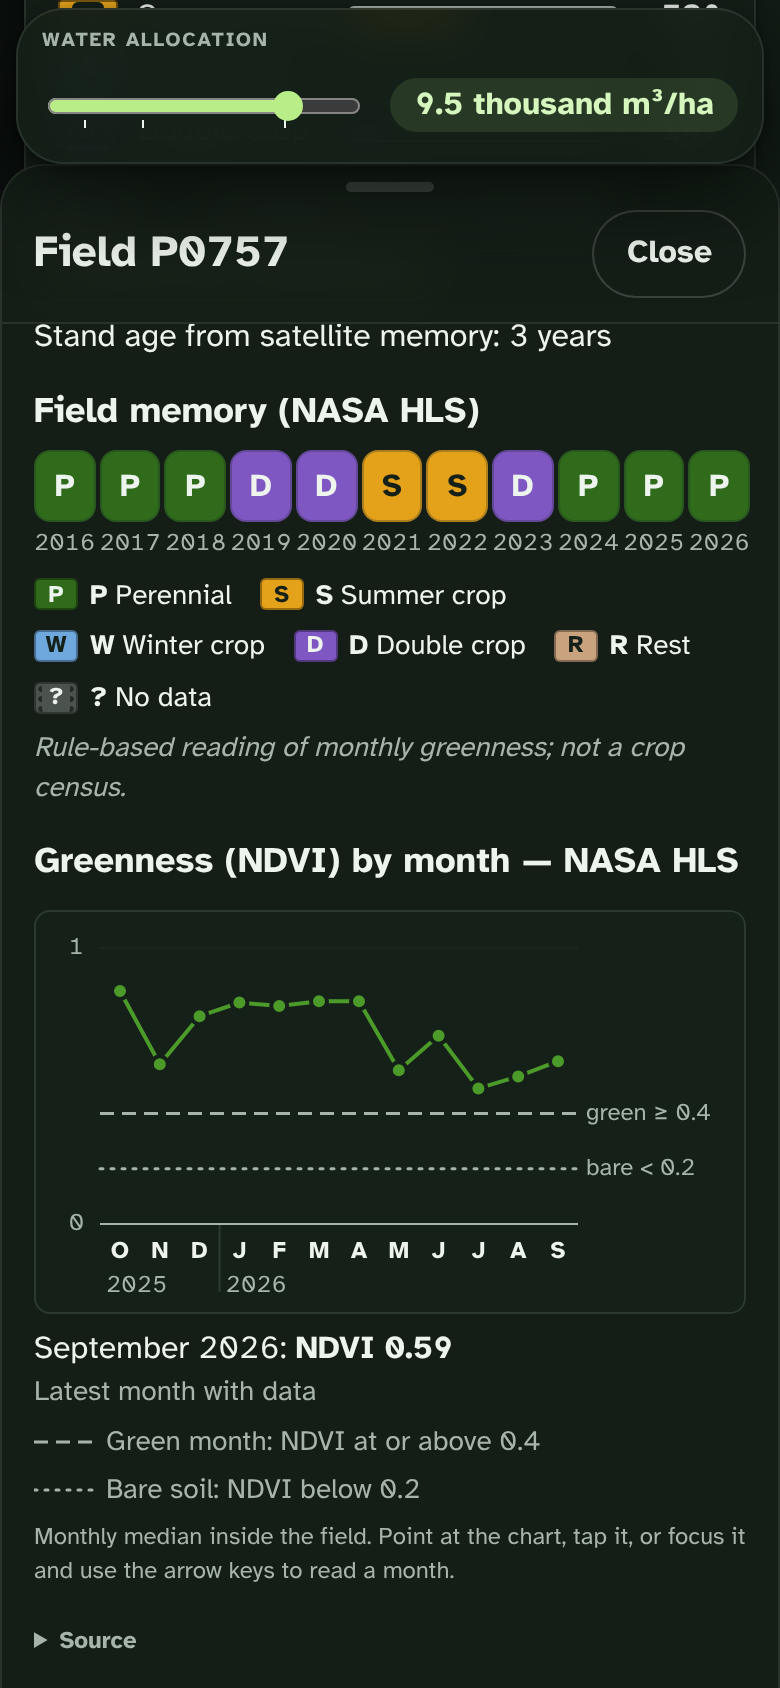 WATER ALLOCATION
9.5 thousand m³/ha
Field P0757
Close
Stand age from satellite memory: 3 years
Field memory (NASA HLS)
P P P D D S S D P P P
2016 2017 2018 2019 2020 2021 2022 2023 2024 2025 2026
P P Perennial S S Summer crop
W W Winter crop D D Double crop R R Rest
? ? No data
Rule-based reading of monthly greenness; not a crop
census.
Greenness (NDVI) by month — NASA HLS
1
green ≥ 0.4
bare < 0.2
0
O N D J F M A M J J A S
2025 2026
September 2026: NDVI 0.59
Latest month with data
Green month: NDVI at or above 0.4
Bare soil: NDVI below 0.2
Monthly median inside the field. Point at the chart, tap it, or focus it
and use the arrow keys to read a month.
Source